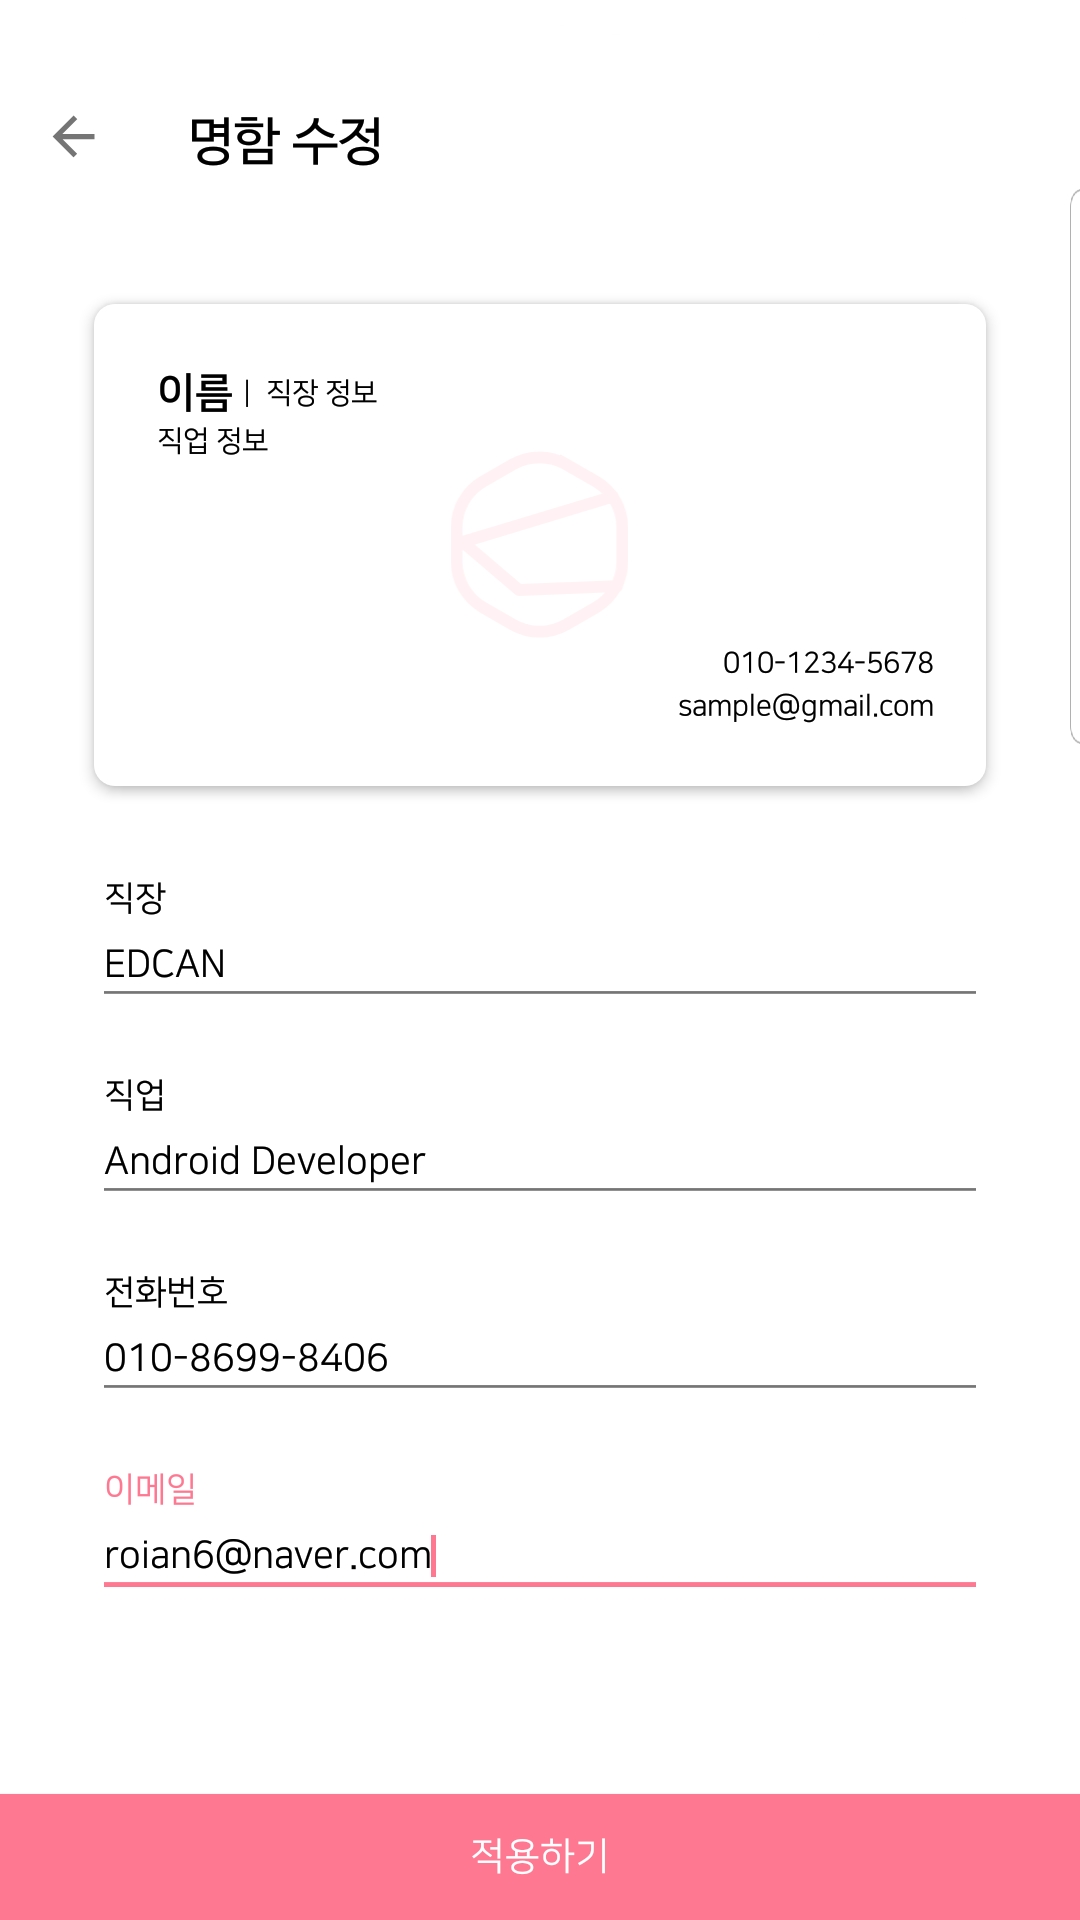 명함 수정
이름 | 직장 정보
직업 정보
010-1234-5678
sample@gmail.com
직장
EDCAN
직업
Android Developer
전화번호
010-8699-8406
이메일
roian6@naver.com
적용하기